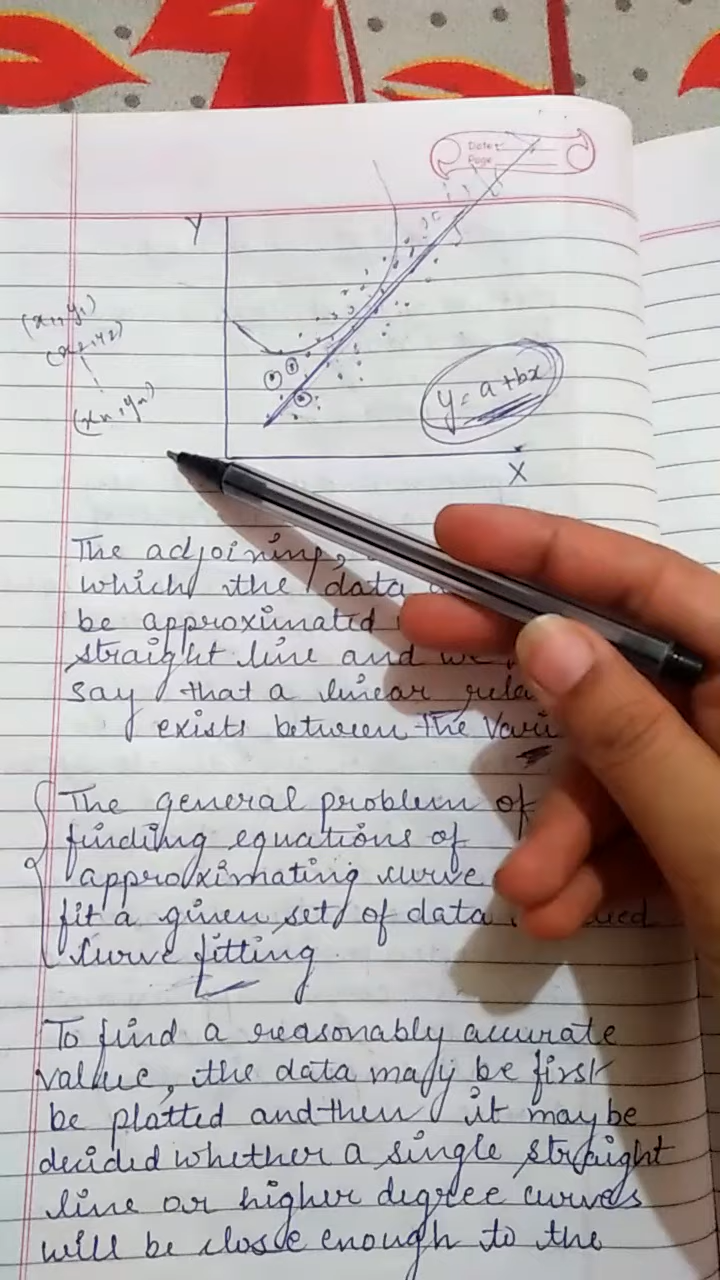 Date
Page
Y
(x₁, y₁)
(x₂, y₂)
(xₙ, yₙ)
y = a + bx
X
The adjoining,
which the data
be approximated
straight line and
say that a linear
exists between the
The general problem of
finding equations of
approximating curve
fit a given set of data
curve fitting.
To find a reasonably accurate
value, the data may be first
be plotted and then it may be
decided whether a single straight
line or higher degree curves
will be close enough to the